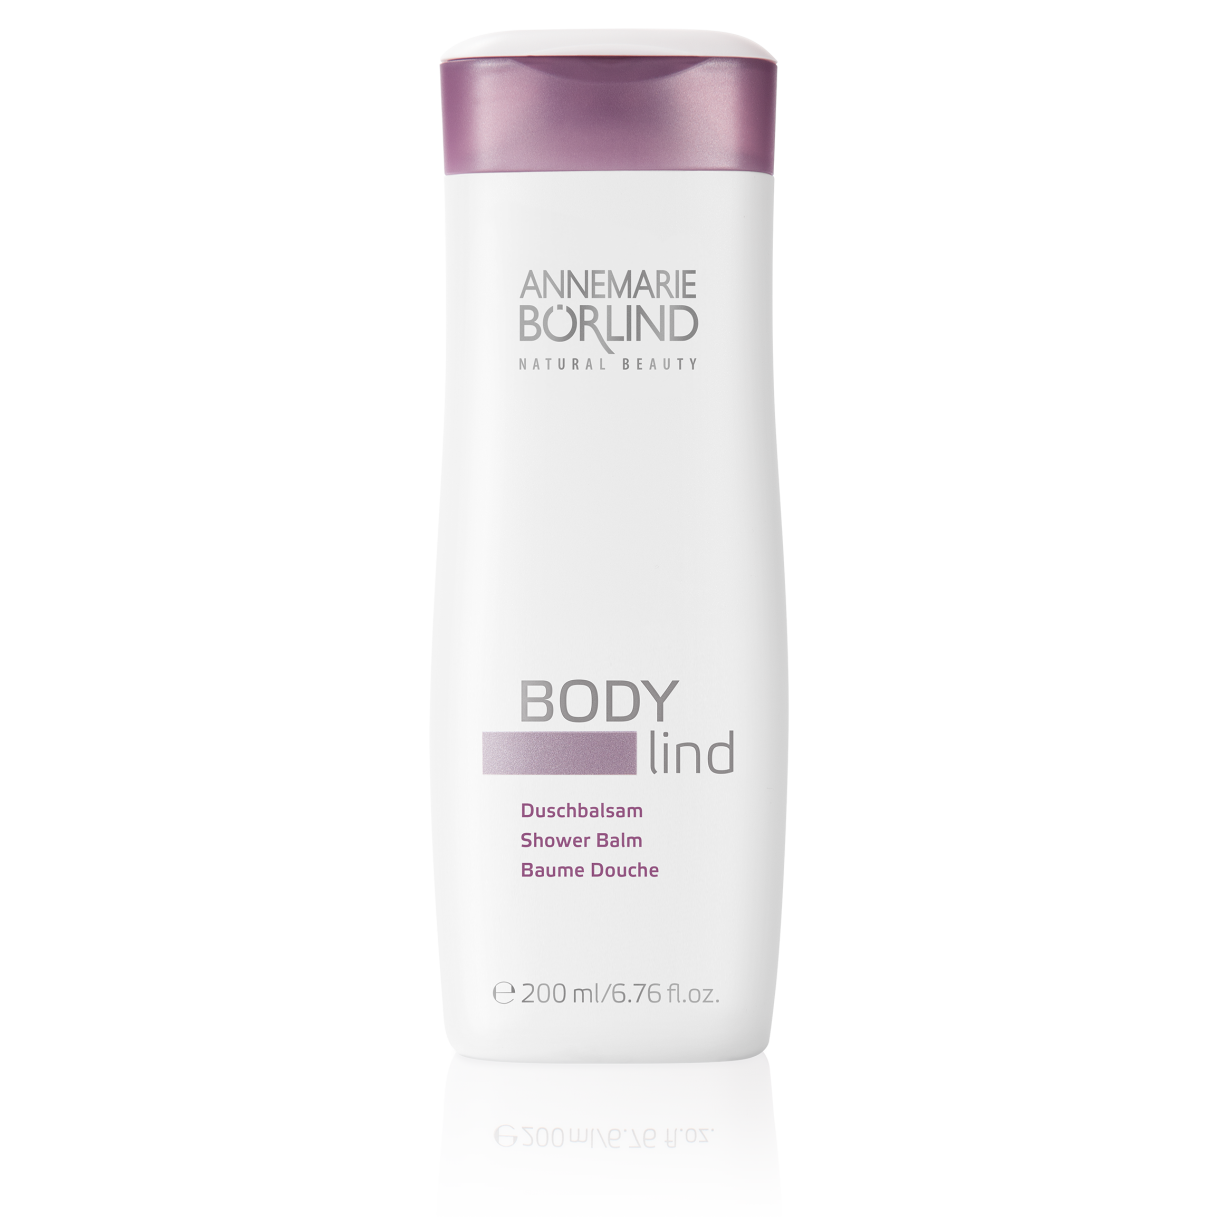 ANNEMARIE
BÖRLIND
NATURAL BEAUTY
BODY
lind
Duschbalsam
Shower Balm
Baume Douche
℮ 200 ml/6.76 fl.oz.